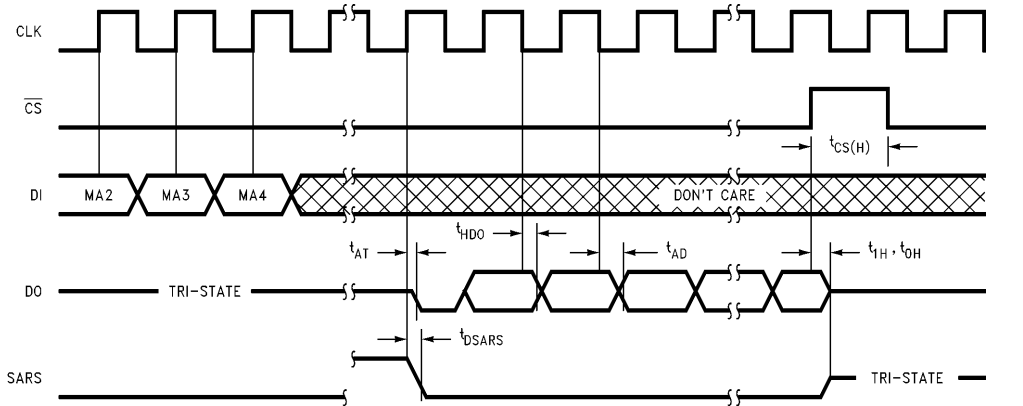 CLK
CS
tCS(H)
DI MA2 MA3 MA4 DON'T CARE
tHDO
tAT tAD t1H, t0H
DO TRI-STATE
tDSARS
SARS TRI-STATE